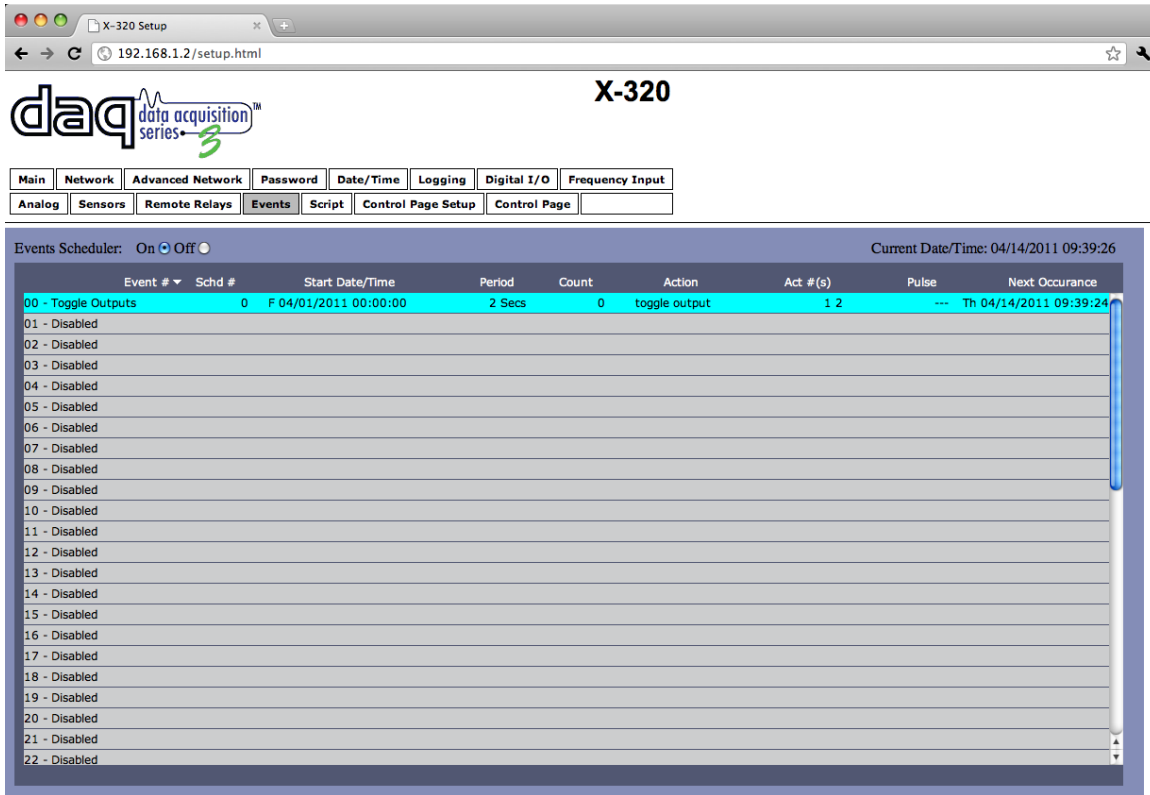 X-320 Setup
192.168.1.2/setup.html
X-320
daq data acquisition™
series 3
Main Network Advanced Network Password Date/Time Logging Digital I/O Frequency Input
Analog Sensors Remote Relays Events Script Control Page Setup Control Page
Events Scheduler: On Off Current Date/Time: 04/14/2011 09:39:26
Event # Schd # Start Date/Time Period Count Action Act #(s) Pulse Next Occurance
00 - Toggle Outputs 0 F 04/01/2011 00:00:00 2 Secs 0 toggle output 1 2 --- Th 04/14/2011 09:39:24
01 - Disabled
02 - Disabled
03 - Disabled
04 - Disabled
05 - Disabled
06 - Disabled
07 - Disabled
08 - Disabled
09 - Disabled
10 - Disabled
11 - Disabled
12 - Disabled
13 - Disabled
14 - Disabled
15 - Disabled
16 - Disabled
17 - Disabled
18 - Disabled
19 - Disabled
20 - Disabled
21 - Disabled
22 - Disabled